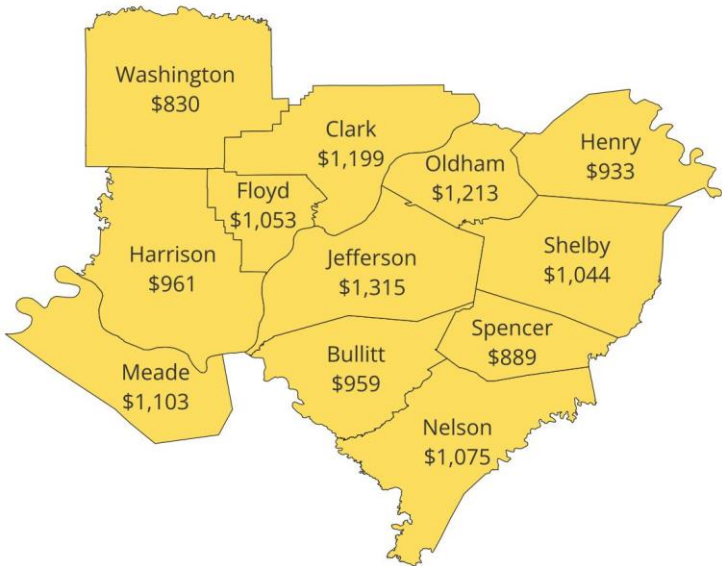 Washington
$830
Clark
$1,199
Henry
$933
Oldham
$1,213
Floyd
$1,053
Harrison
$961
Jefferson
$1,315
Shelby
$1,044
Spencer
$889
Bullitt
$959
Meade
$1,103
Nelson
$1,075